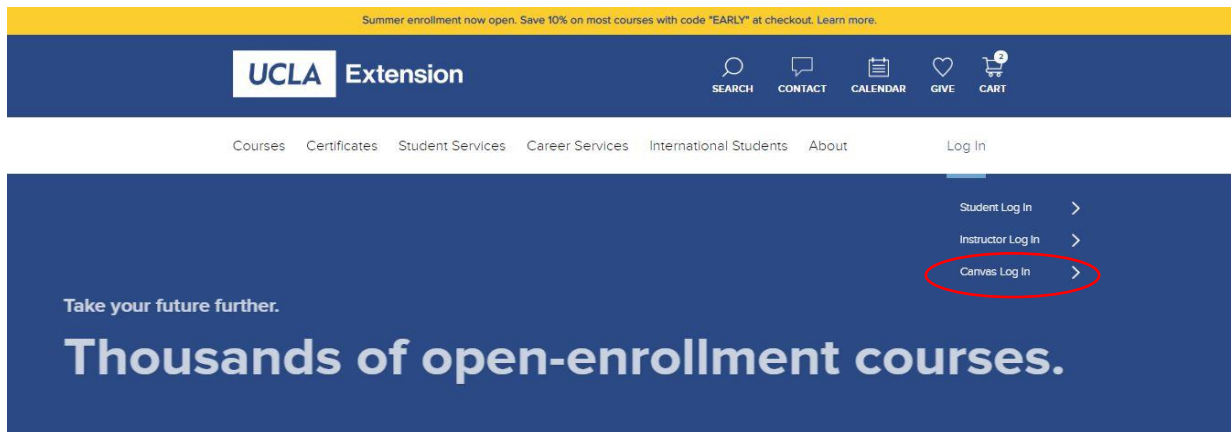 Summer enrollment now open. Save 10% on most courses with code "EARLY" at checkout. Learn more.
UCLA Extension
SEARCH CONTACT CALENDAR GIVE 2 CART
Courses Certificates Student Services Career Services International Students About Log In
Student Log In
Instructor Log In
Canvas Log In
Take your future further.
Thousands of open-enrollment courses.